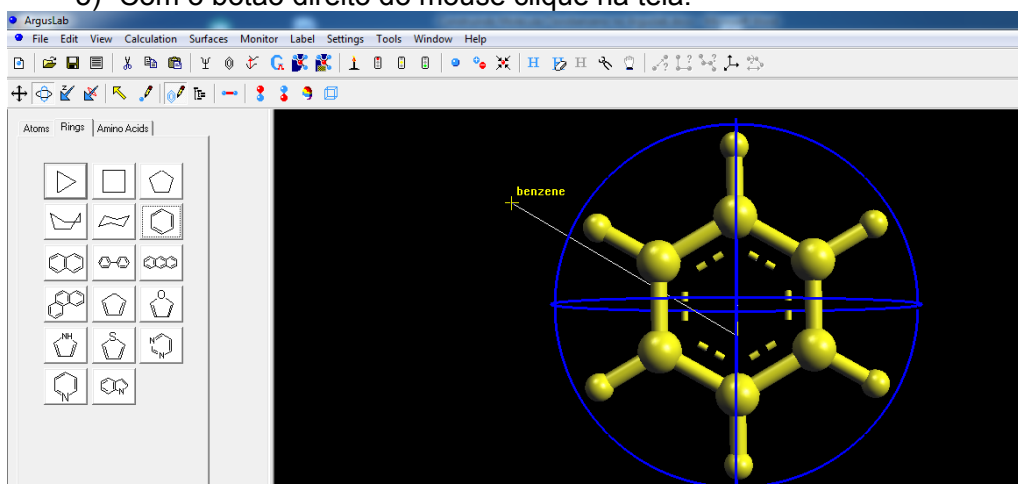 Com o botão direito do mouse clique na tela.
ArgusLab
File Edit View Calculation Surfaces Monitor Label Settings Tools Window Help
H H
Atoms Rings Amino Acids
benzene
O
NH S N N
N N